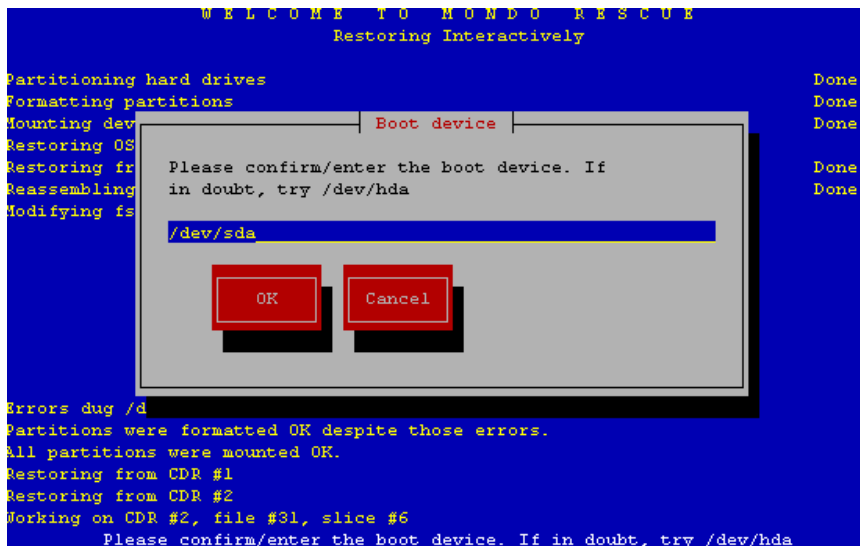 WELCOME TO MONDO RESCUE
Restoring Interactively
Partitioning hard drives Done
Formatting partitions Done
Mounting dev Done
Restoring OS
Restoring fr Done
Reassembling Done
Modifying fs
Boot device
Please confirm/enter the boot device. If
in doubt, try /dev/hda
/dev/sda
OK Cancel
Errors dug /d
Partitions were formatted OK despite those errors.
All partitions were mounted OK.
Restoring from CDR #1
Restoring from CDR #2
Working on CDR #2, file #31, slice #6
Please confirm/enter the boot device. If in doubt, try /dev/hda